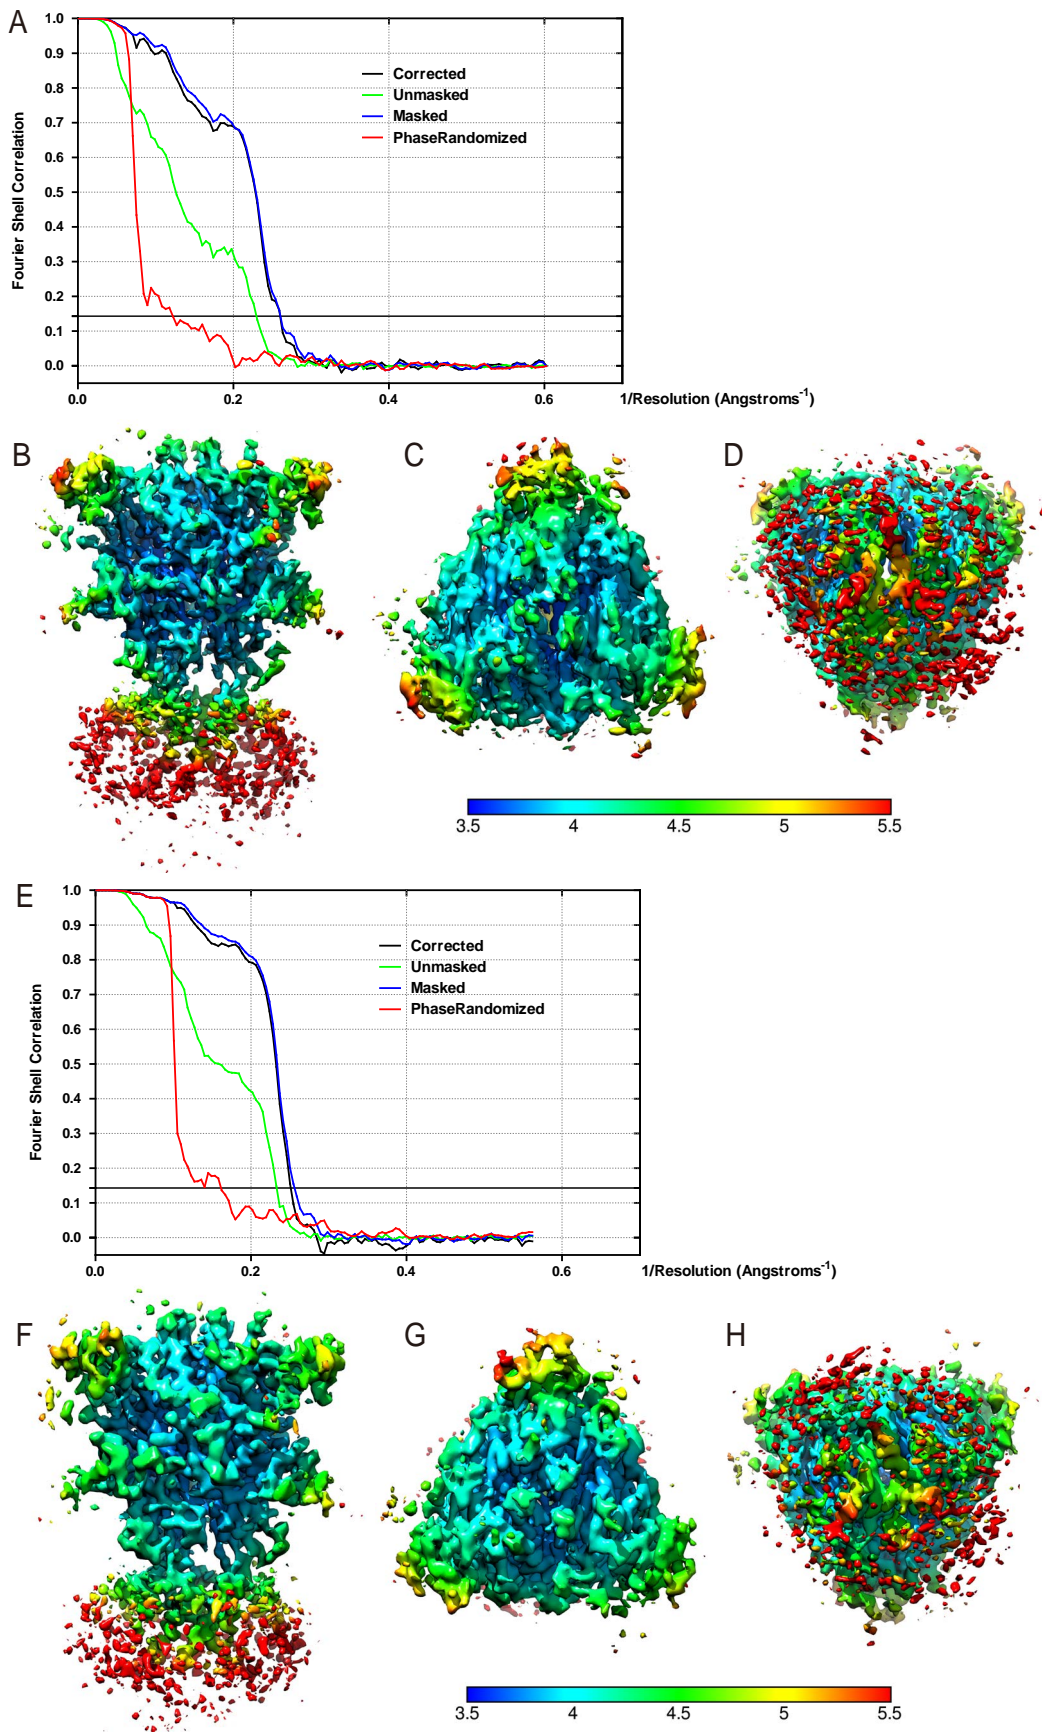 A
1.0
0.9
0.8
0.7
0.6
0.5
0.4
0.3
0.2
0.1
0.0
Fourier Shell Correlation
Corrected
Unmasked
Masked
PhaseRandomized
0.0 0.2 0.4 0.6
1/Resolution (Angstroms⁻¹)
B C D
3.5 4 4.5 5 5.5
E
1.0
0.9
0.8
0.7
0.6
0.5
0.4
0.3
0.2
0.1
0.0
Fourier Shell Correlation
Corrected
Unmasked
Masked
PhaseRandomized
0.0 0.2 0.4 0.6
1/Resolution (Angstroms⁻¹)
F G H
3.5 4 4.5 5 5.5